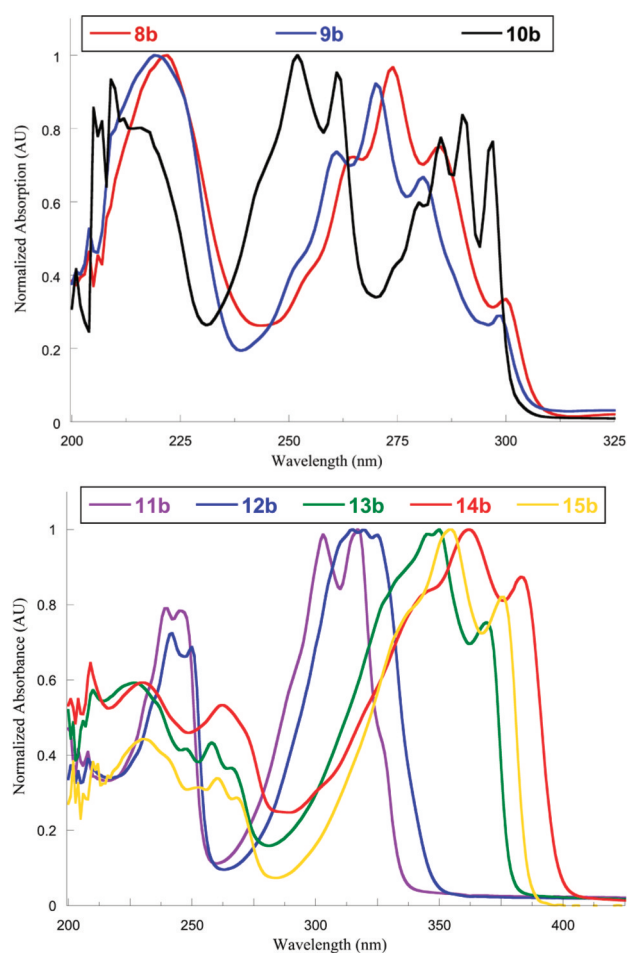 8b 9b 10b
Normalized Absorption (AU)
1
0.8
0.6
0.4
0.2
0
200 225 250 275 300 325
Wavelength (nm)
11b 12b 13b 14b 15b
Normalized Absorbance (AU)
1
0.8
0.6
0.4
0.2
0
200 250 300 350 400
Wavelength (nm)